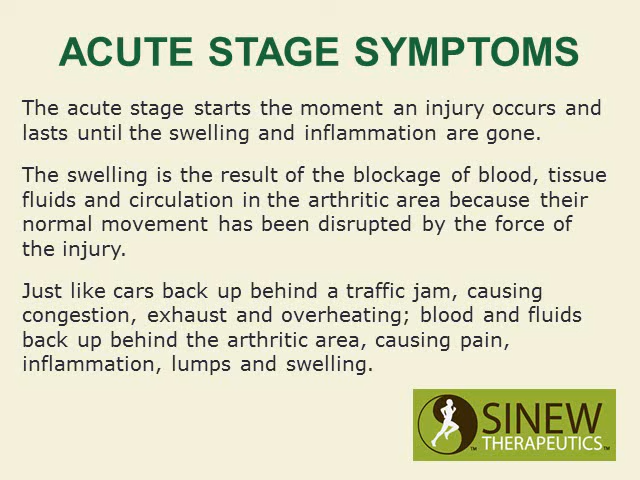 ACUTE STAGE SYMPTOMS
The acute stage starts the moment an injury occurs and
lasts until the swelling and inflammation are gone.
The swelling is the result of the blockage of blood, tissue
fluids and circulation in the arthritic area because their
normal movement has been disrupted by the force of
the injury.
Just like cars back up behind a traffic jam, causing
congestion, exhaust and overheating; blood and fluids
back up behind the arthritic area, causing pain,
inflammation, lumps and swelling.
SINEW
™ THERAPEUTICS™